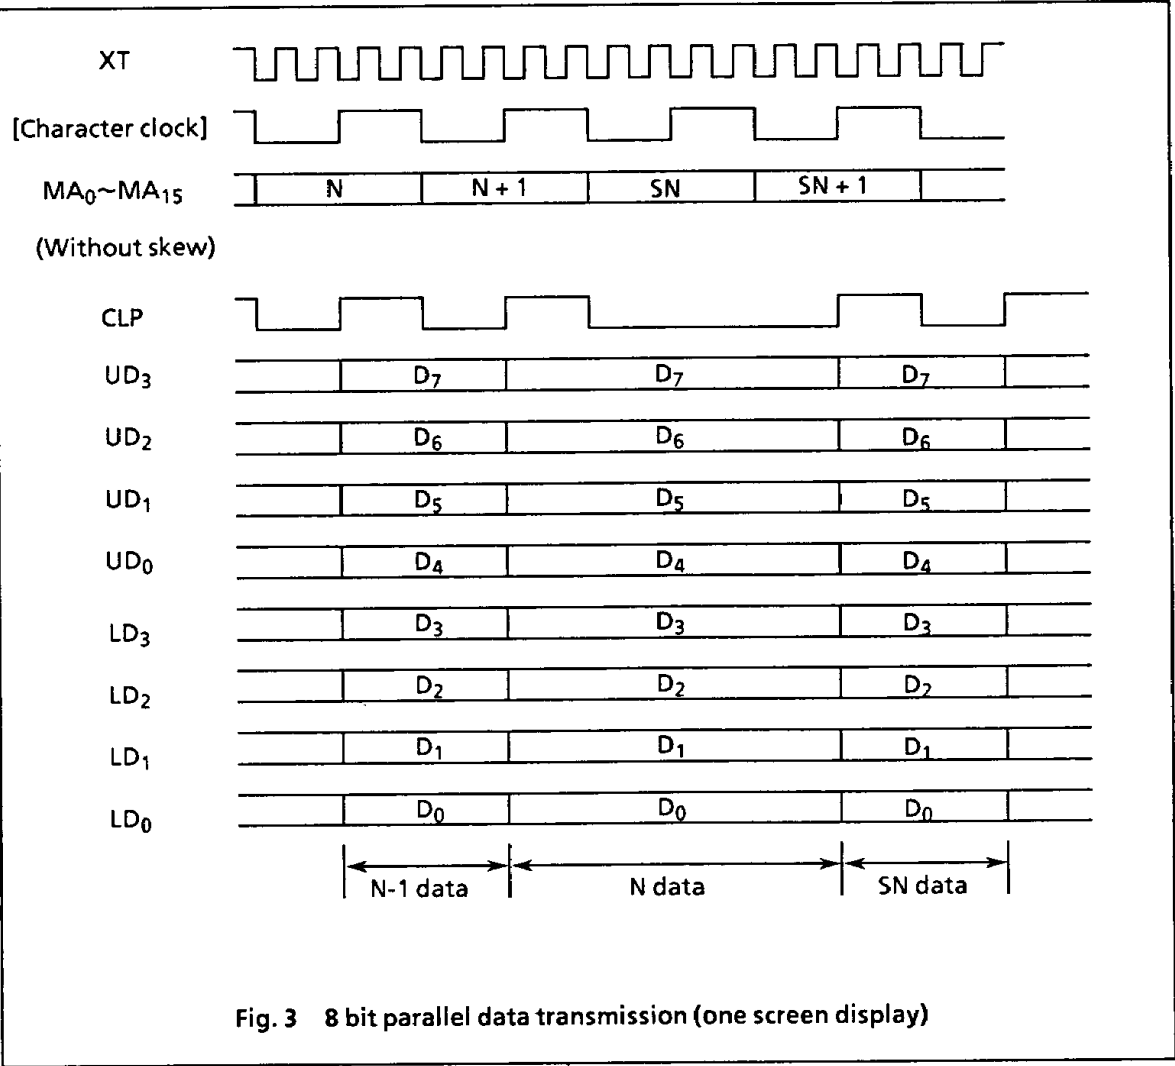 XT
[Character clock]
MA₀~MA₁₅ N N + 1 SN SN + 1
(Without skew)
CLP
UD₃ D₇ D₇ D₇
UD₂ D₆ D₆ D₆
UD₁ D₅ D₅ D₅
UD₀ D₄ D₄ D₄
LD₃ D₃ D₃ D₃
LD₂ D₂ D₂ D₂
LD₁ D₁ D₁ D₁
LD₀ D₀ D₀ D₀
N-1 data N data SN data
Fig. 3 8 bit parallel data transmission (one screen display)